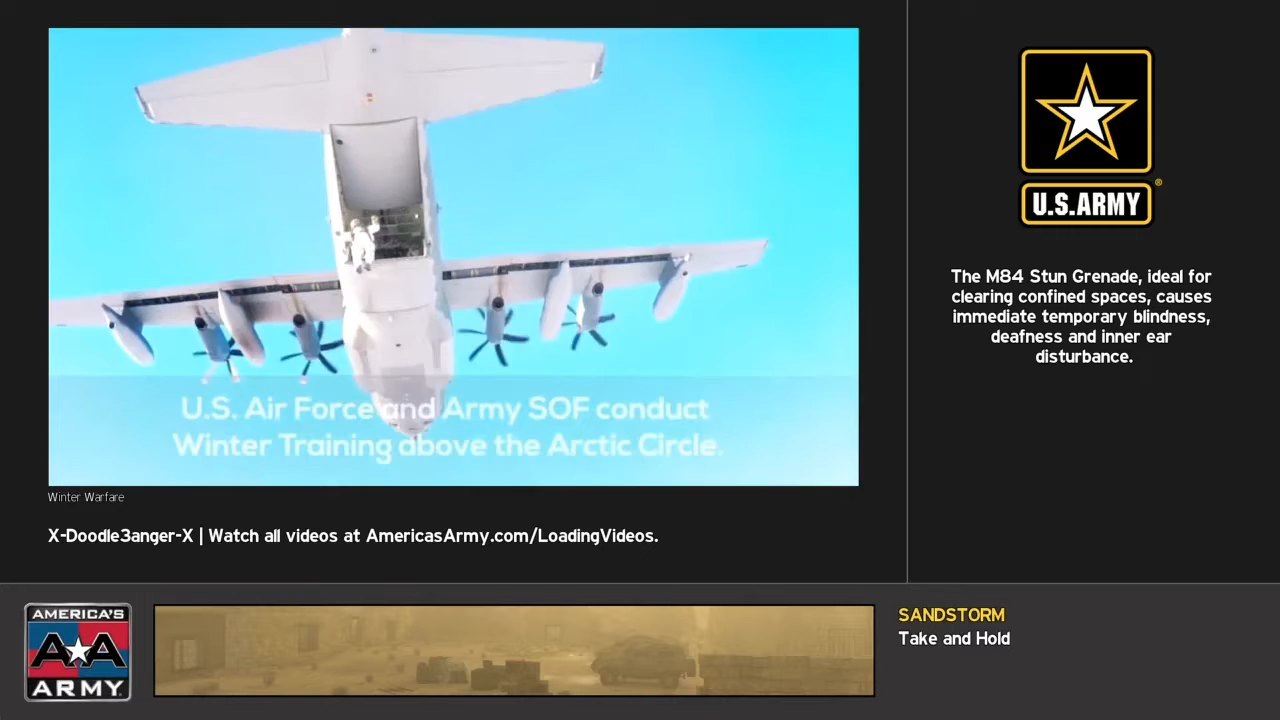 U.S. Air Force and Army SOF conduct
Winter Training above the Arctic Circle.
Winter Warfare
X-Doodle3anger-X | Watch all videos at AmericasArmy.com/LoadingVideos.
U.S.ARMY®
The M84 Stun Grenade, ideal for
clearing confined spaces, causes
immediate temporary blindness,
deafness and inner ear
disturbance.
AMERICA'S
AA
ARMY
SANDSTORM
Take and Hold